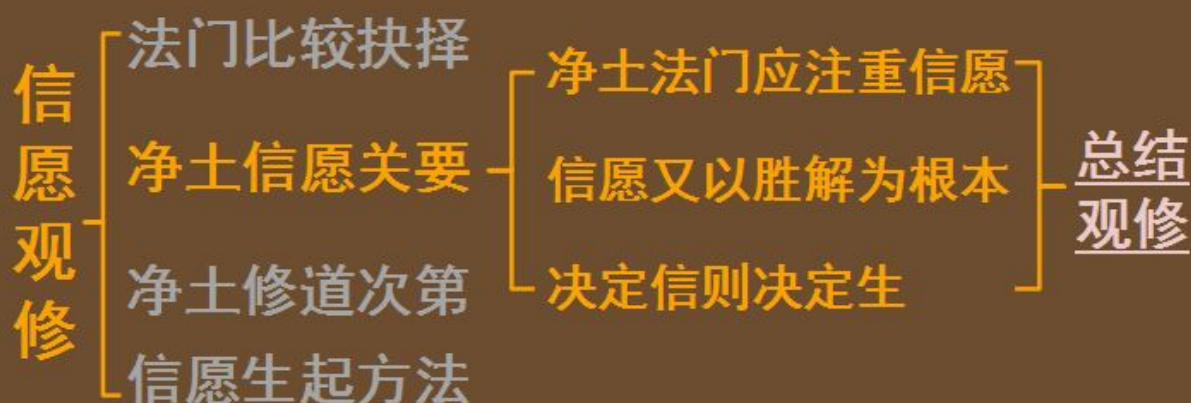 信愿观修
法门比较抉择
净土信愿关要
净土修道次第
信愿生起方法
净土法门应注重信愿
信愿又以胜解为根本
决定信则决定生
总结
观修